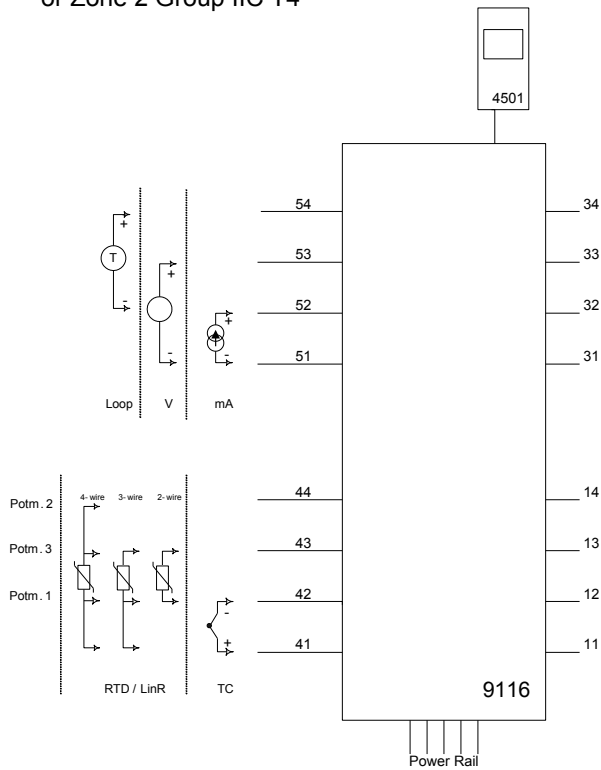 or Zone 2 Group IIC T4
4501
54
34
+
T
53
33
+
52
32
-
+
51
31
-
-
Loop
V
mA
44
14
Potm. 2
4- wire
3- wire
2- wire
43
13
Potm. 3
42
12
Potm. 1
-
+
41
11
RTD / LinR
TC
9116
Power Rail